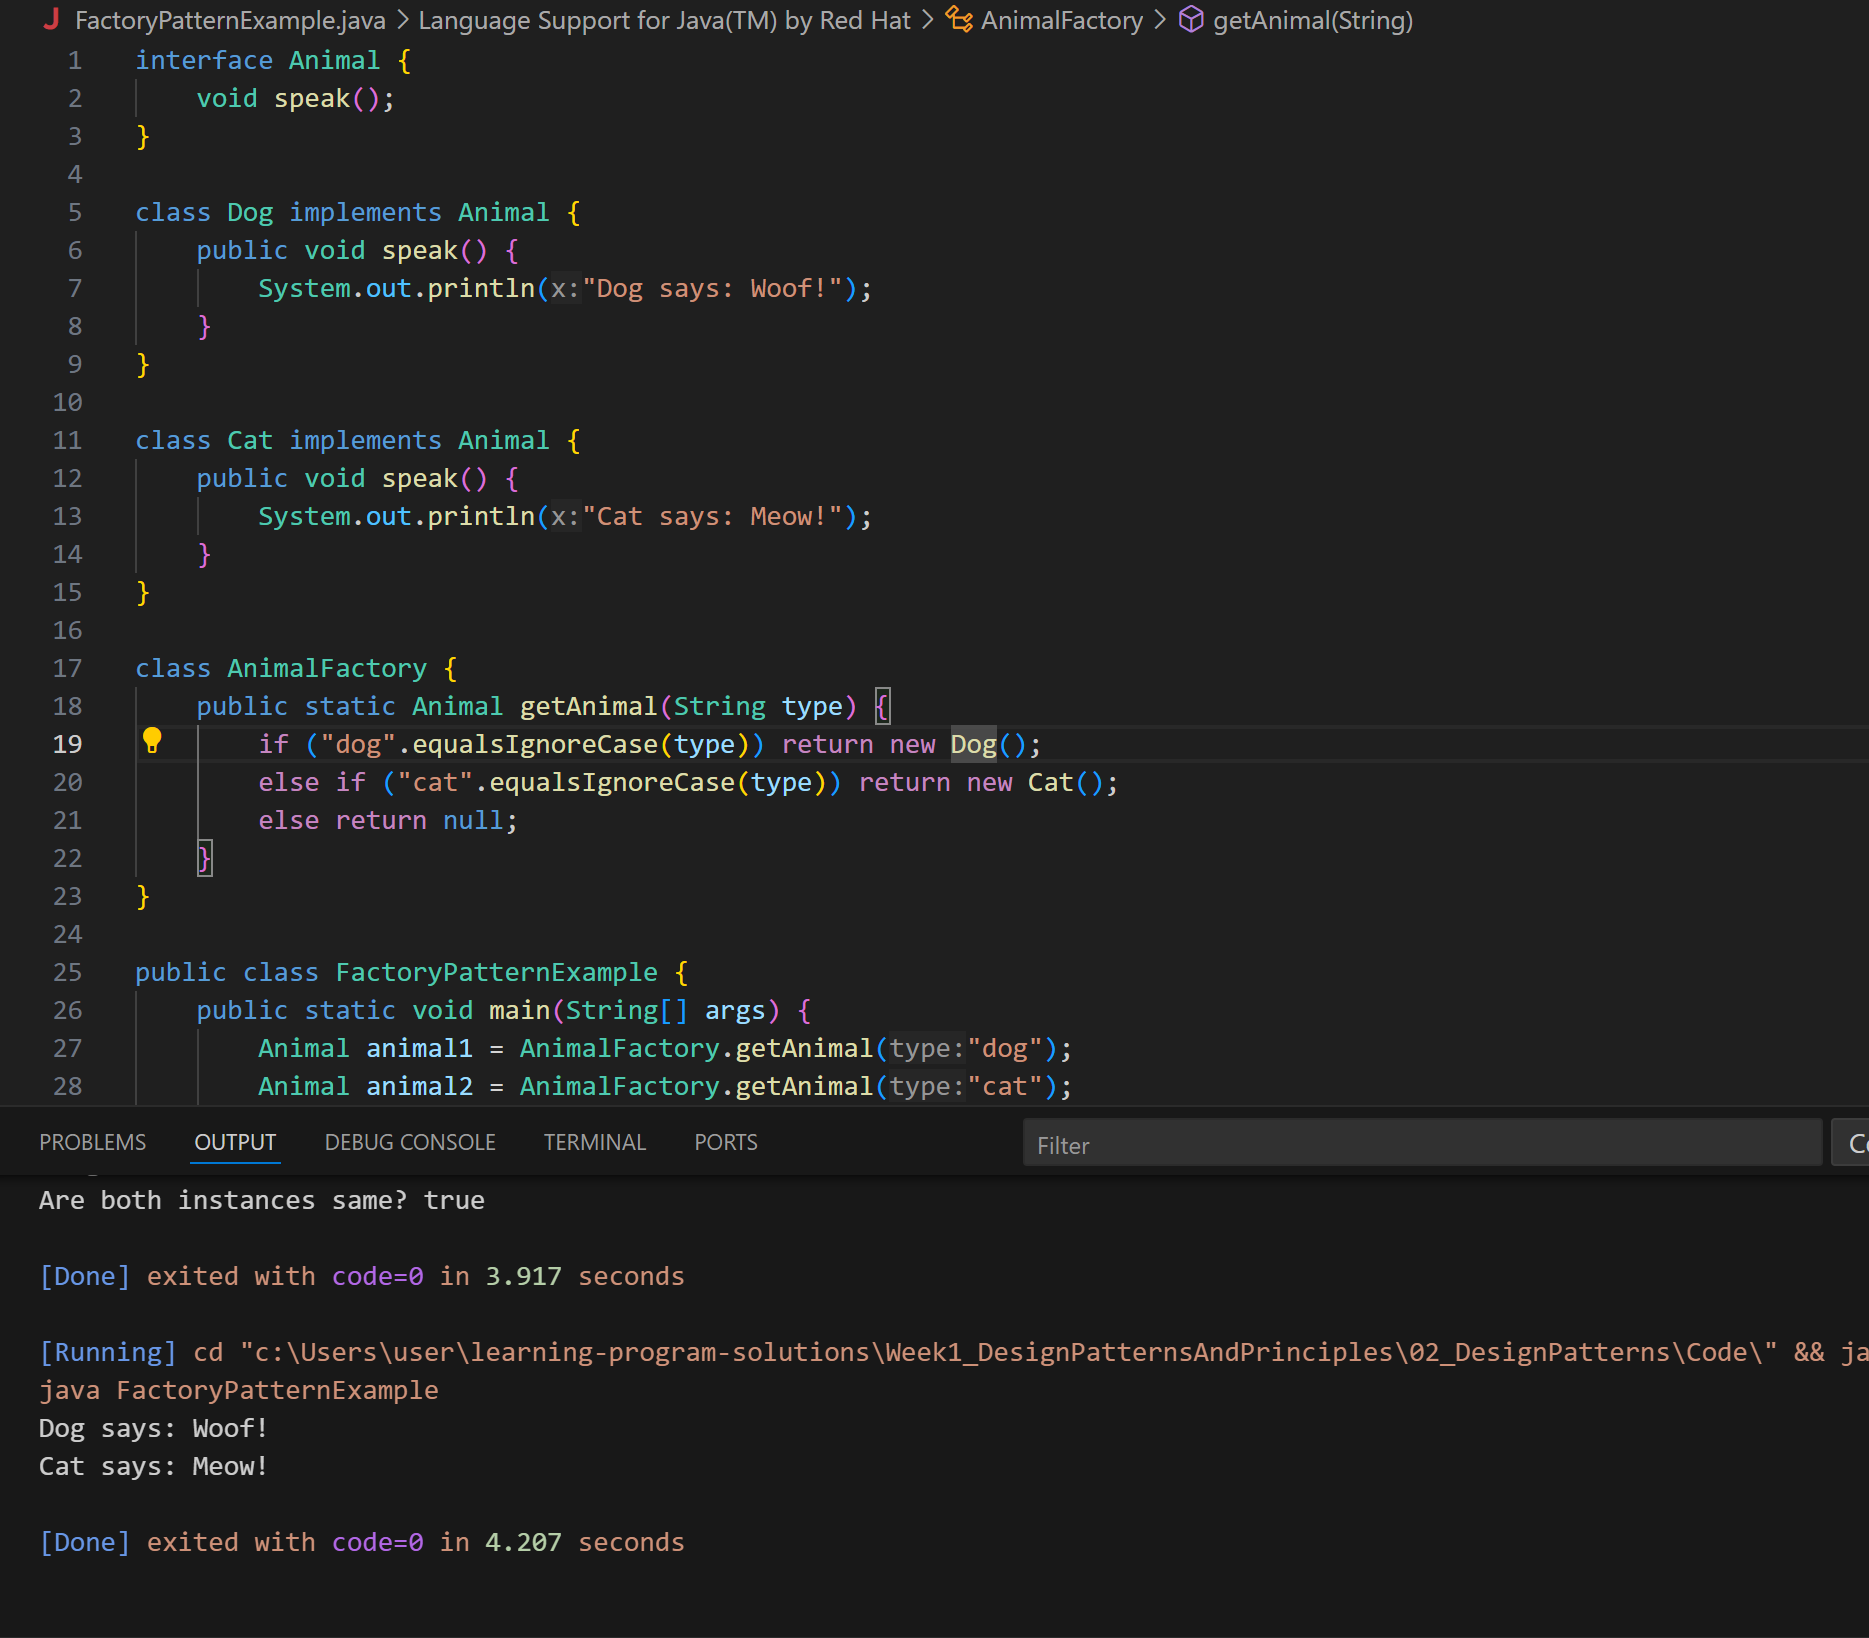 FactoryPatternExample.java > Language Support for Java(TM) by Red Hat > AnimalFactory > getAnimal(String)
1 interface Animal {
2     void speak();
3 }
4
5 class Dog implements Animal {
6     public void speak() {
7         System.out.println(x:"Dog says: Woof!");
8     }
9 }
10
11 class Cat implements Animal {
12     public void speak() {
13         System.out.println(x:"Cat says: Meow!");
14     }
15 }
16
17 class AnimalFactory {
18     public static Animal getAnimal(String type) {
19         if ("dog".equalsIgnoreCase(type)) return new Dog();
20         else if ("cat".equalsIgnoreCase(type)) return new Cat();
21         else return null;
22     }
23 }
24
25 public class FactoryPatternExample {
26     public static void main(String[] args) {
27         Animal animal1 = AnimalFactory.getAnimal(type:"dog");
28         Animal animal2 = AnimalFactory.getAnimal(type:"cat");
PROBLEMS OUTPUT DEBUG CONSOLE TERMINAL PORTS Filter
Are both instances same? true
[Done] exited with code=0 in 3.917 seconds
[Running] cd "c:\Users\user\learning-program-solutions\Week1_DesignPatternsAndPrinciples\02_DesignPatterns\Code\" && ja
java FactoryPatternExample
Dog says: Woof!
Cat says: Meow!
[Done] exited with code=0 in 4.207 seconds